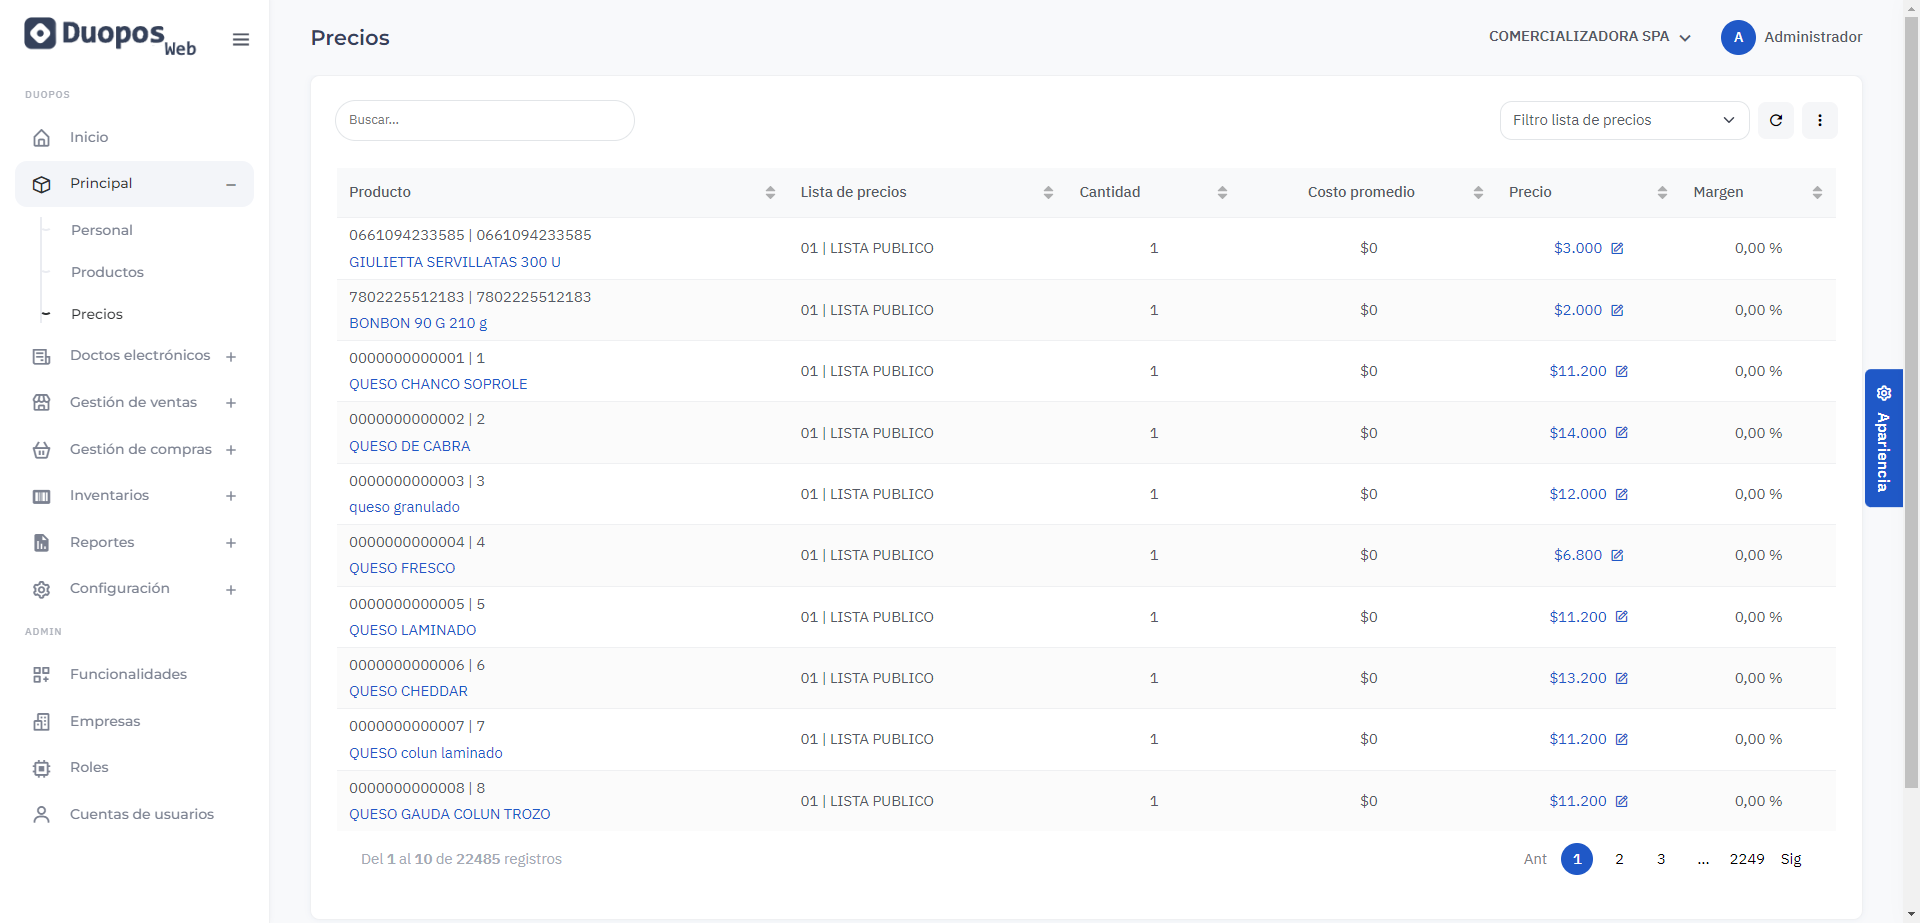 Duopos Web
Precios
COMERCIALIZADORA SPA
A
Administrador
DUOPOS
Inicio
Principal
Personal
Productos
Precios
Doctos electrónicos
Gestión de ventas
Gestión de compras
Inventarios
Reportes
Configuración
ADMIN
Funcionalidades
Empresas
Roles
Cuentas de usuarios
Buscar...
Filtro lista de precios
Producto Lista de precios Cantidad Costo promedio Precio Margen
0661094233585 | 0661094233585
GIULIETTA SERVILLATAS 300 U
01 | LISTA PUBLICO 1 $0 $3.000 0,00 %
7802225512183 | 7802225512183
BONBON 90 G 210 g
01 | LISTA PUBLICO 1 $0 $2.000 0,00 %
0000000000001 | 1
QUESO CHANCO SOPROLE
01 | LISTA PUBLICO 1 $0 $11.200 0,00 %
0000000000002 | 2
QUESO DE CABRA
01 | LISTA PUBLICO 1 $0 $14.000 0,00 %
0000000000003 | 3
queso granulado
01 | LISTA PUBLICO 1 $0 $12.000 0,00 %
0000000000004 | 4
QUESO FRESCO
01 | LISTA PUBLICO 1 $0 $6.800 0,00 %
0000000000005 | 5
QUESO LAMINADO
01 | LISTA PUBLICO 1 $0 $11.200 0,00 %
0000000000006 | 6
QUESO CHEDDAR
01 | LISTA PUBLICO 1 $0 $13.200 0,00 %
0000000000007 | 7
QUESO colun laminado
01 | LISTA PUBLICO 1 $0 $11.200 0,00 %
0000000000008 | 8
QUESO GAUDA COLUN TROZO
01 | LISTA PUBLICO 1 $0 $11.200 0,00 %
Del 1 al 10 de 22485 registros
Ant 1 2 3 ... 2249 Sig
Apariencia